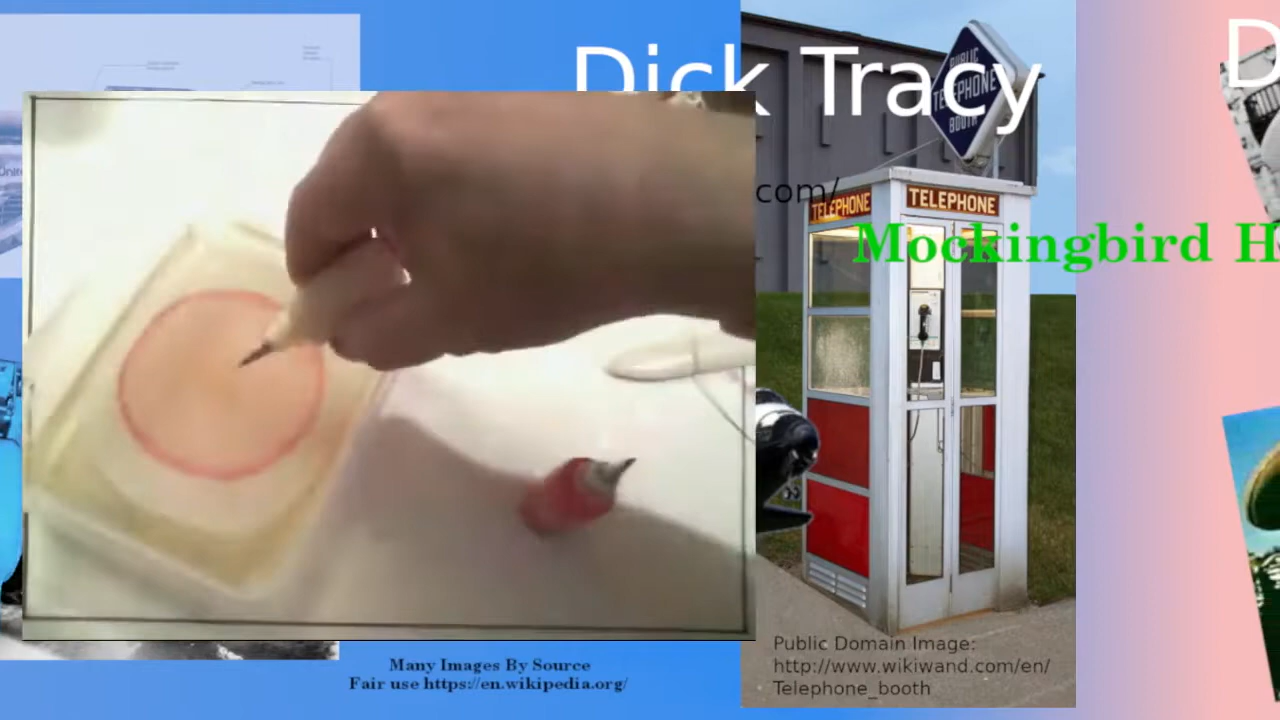 Dick Tracy
PUBLIC
TELEPHONE
BOOTH
com/
TELEPHONE
TELEPHONE
Mockingbird H
Public Domain Image:
http://www.wikiwand.com/en/
Telephone_booth
Many Images By Source
Fair use https://en.wikipedia.org/